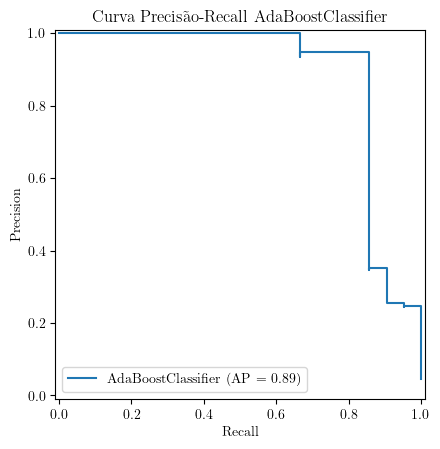 Curva Precisão-Recall AdaBoostClassifier
1.0
0.8
0.6
0.4
0.2
0.0
Precision
AdaBoostClassifier (AP = 0.89)
0.0 0.2 0.4 0.6 0.8 1.0
Recall